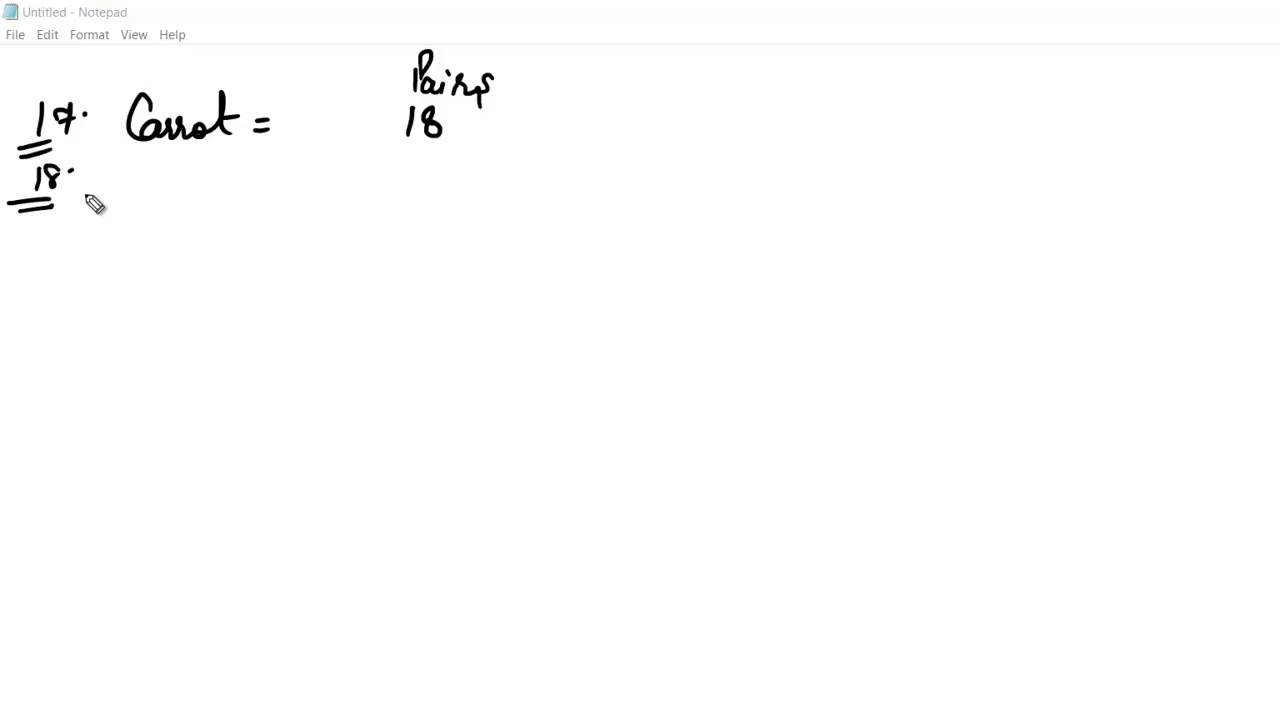 Untitled - Notepad
File Edit Format View Help
Pairs
17. Carrot = 18
18.